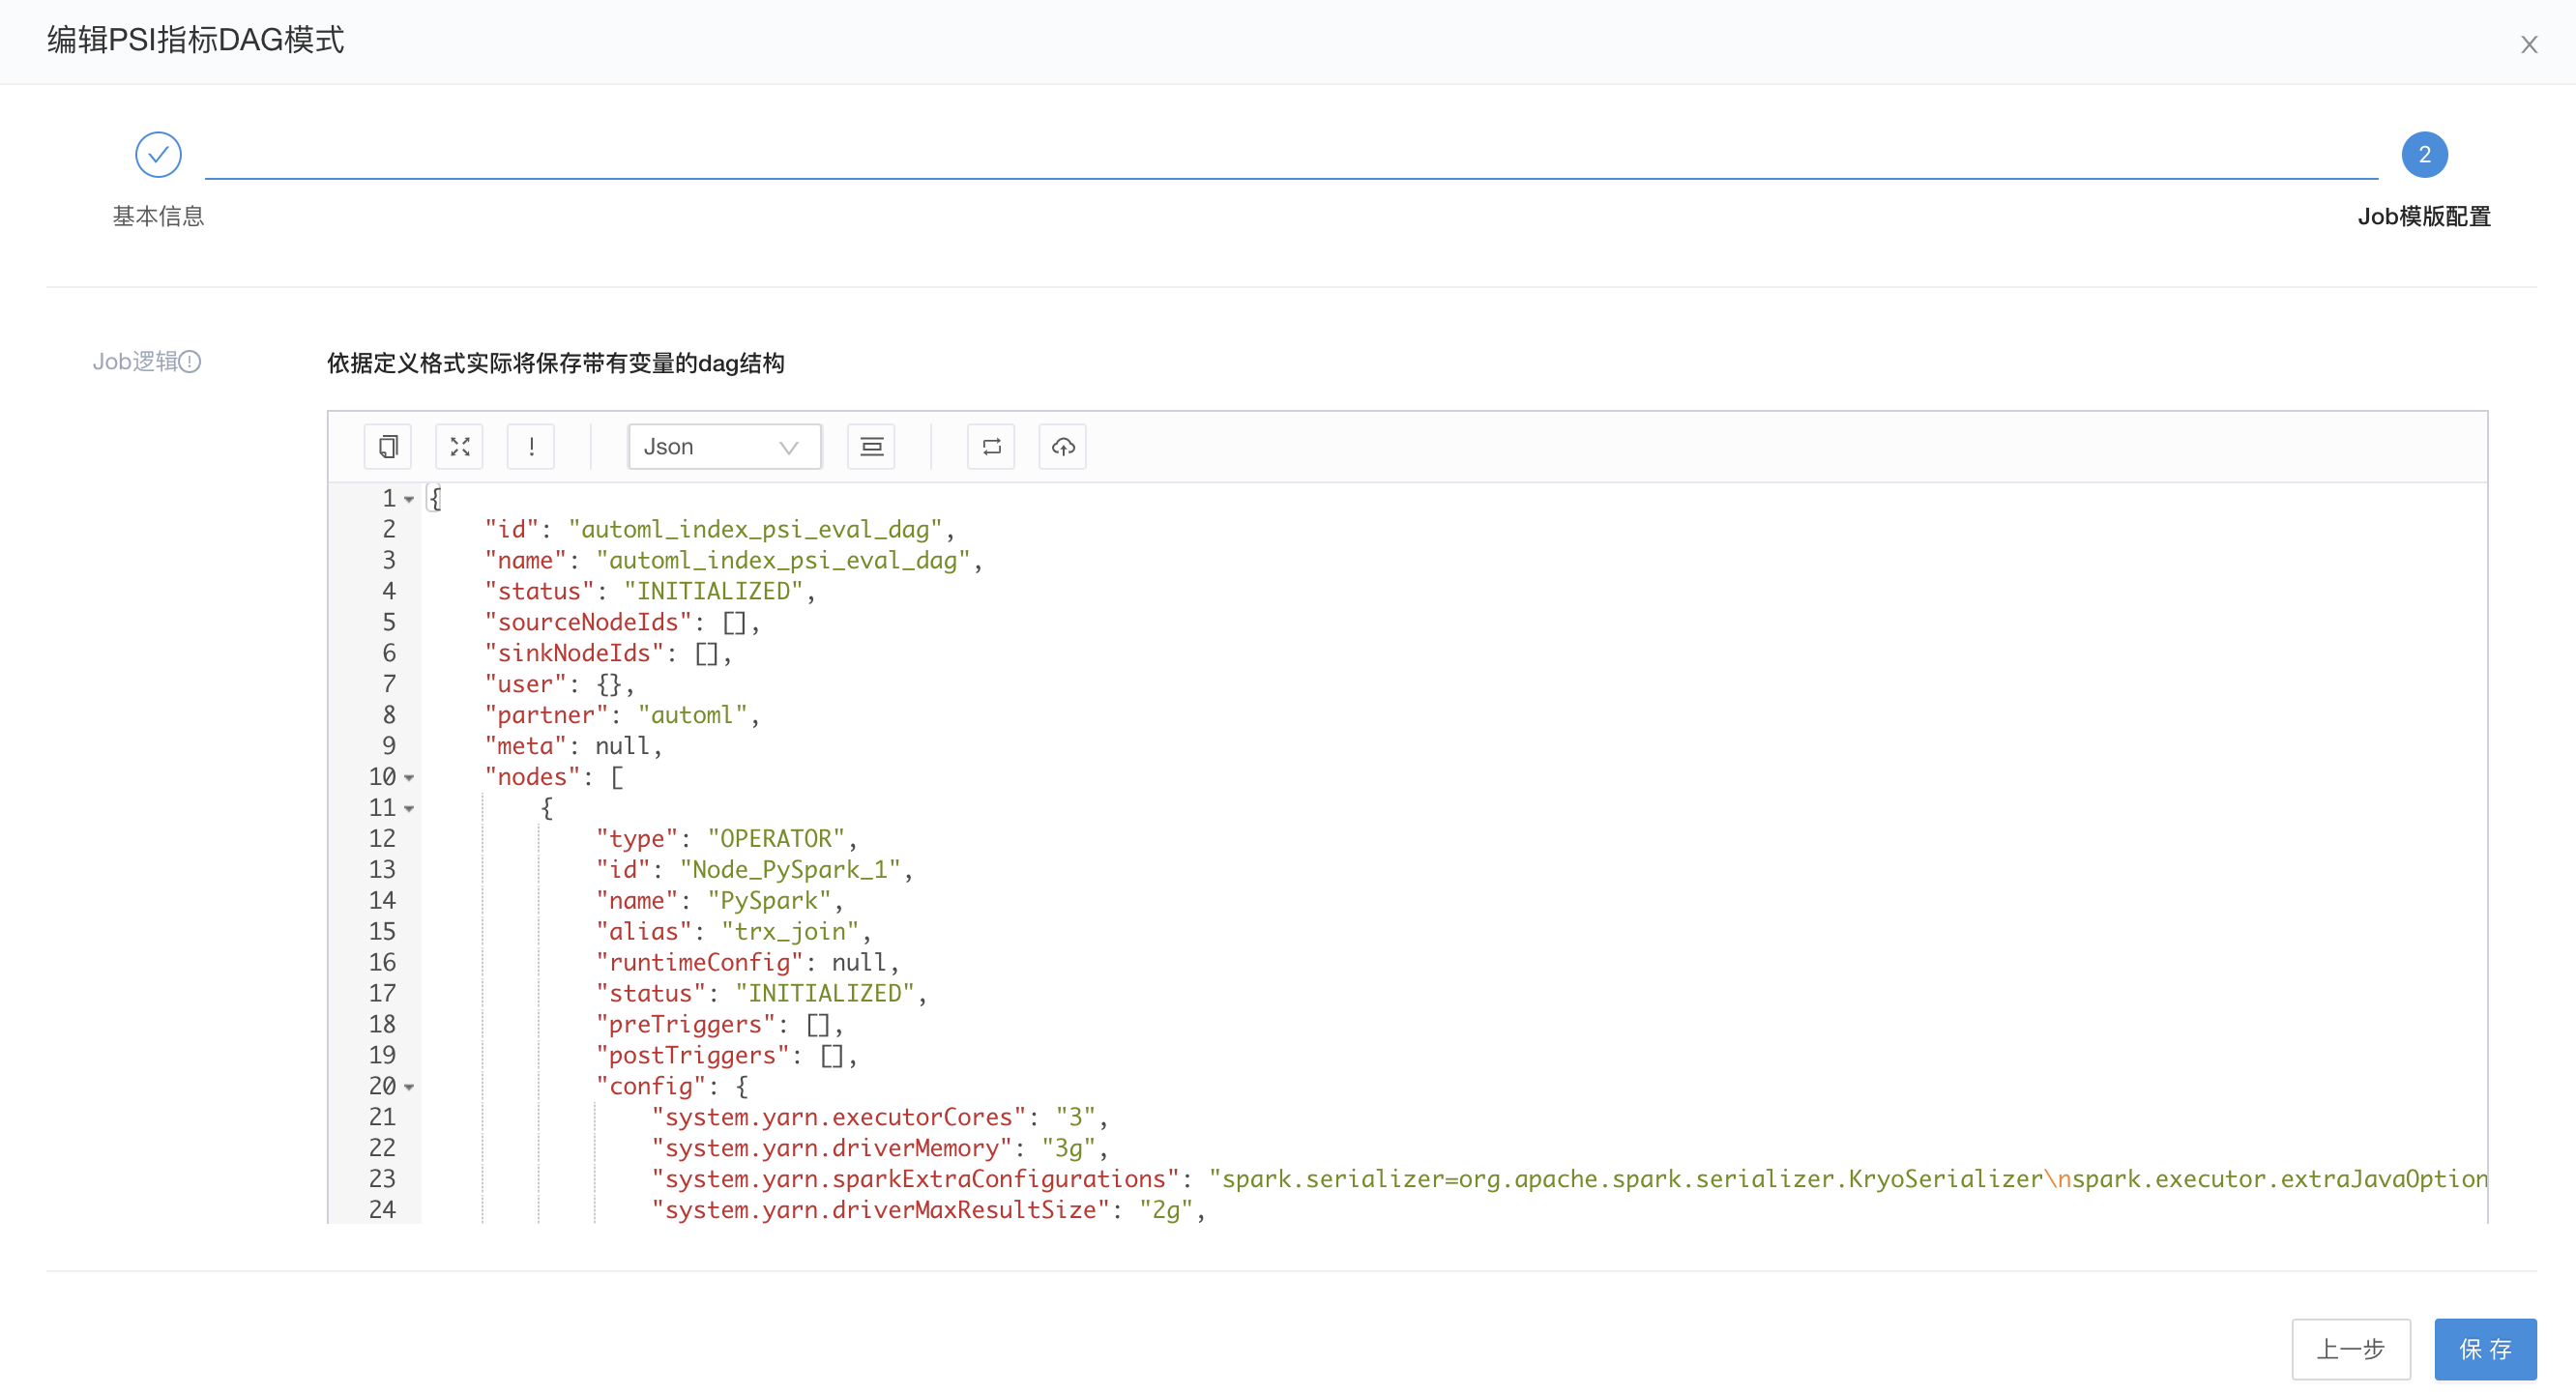 编辑PSI指标DAG模式
2
基本信息
Job模版配置
Job逻辑
依据定义格式实际将保存带有变量的dag结构
Json
1 {
2 "id": "automl_index_psi_eval_dag",
3 "name": "automl_index_psi_eval_dag",
4 "status": "INITIALIZED",
5 "sourceNodeIds": [],
6 "sinkNodeIds": [],
7 "user": {},
8 "partner": "automl",
9 "meta": null,
10 "nodes": [
11 {
12 "type": "OPERATOR",
13 "id": "Node_PySpark_1",
14 "name": "PySpark",
15 "alias": "trx_join",
16 "runtimeConfig": null,
17 "status": "INITIALIZED",
18 "preTriggers": [],
19 "postTriggers": [],
20 "config": {
21 "system.yarn.executorCores": "3",
22 "system.yarn.driverMemory": "3g",
23 "system.yarn.sparkExtraConfigurations": "spark.serializer=org.apache.spark.serializer.KryoSerializer\nspark.executor.extraJavaOption
24 "system.yarn.driverMaxResultSize": "2g",
上一步
保 存